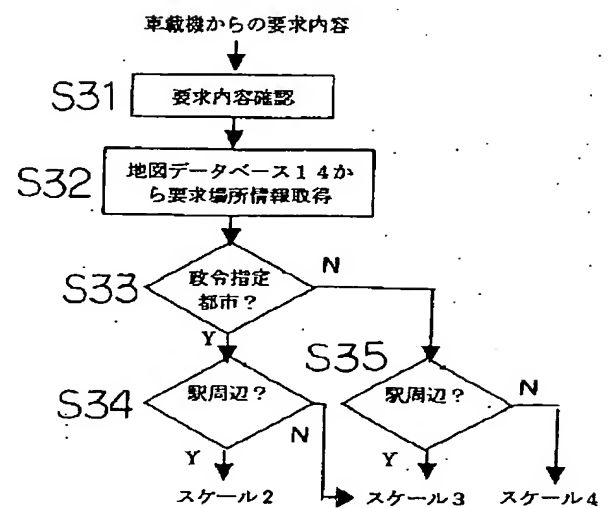 車載機からの要求内容
S31
要求内容確認
S32
地図データベース14か
ら要求場所情報取得
S33
政令指定
都市?
N
Y
S34
駅周辺?
N
Y
S35
駅周辺?
N
Y
スケール2
スケール3
スケール4